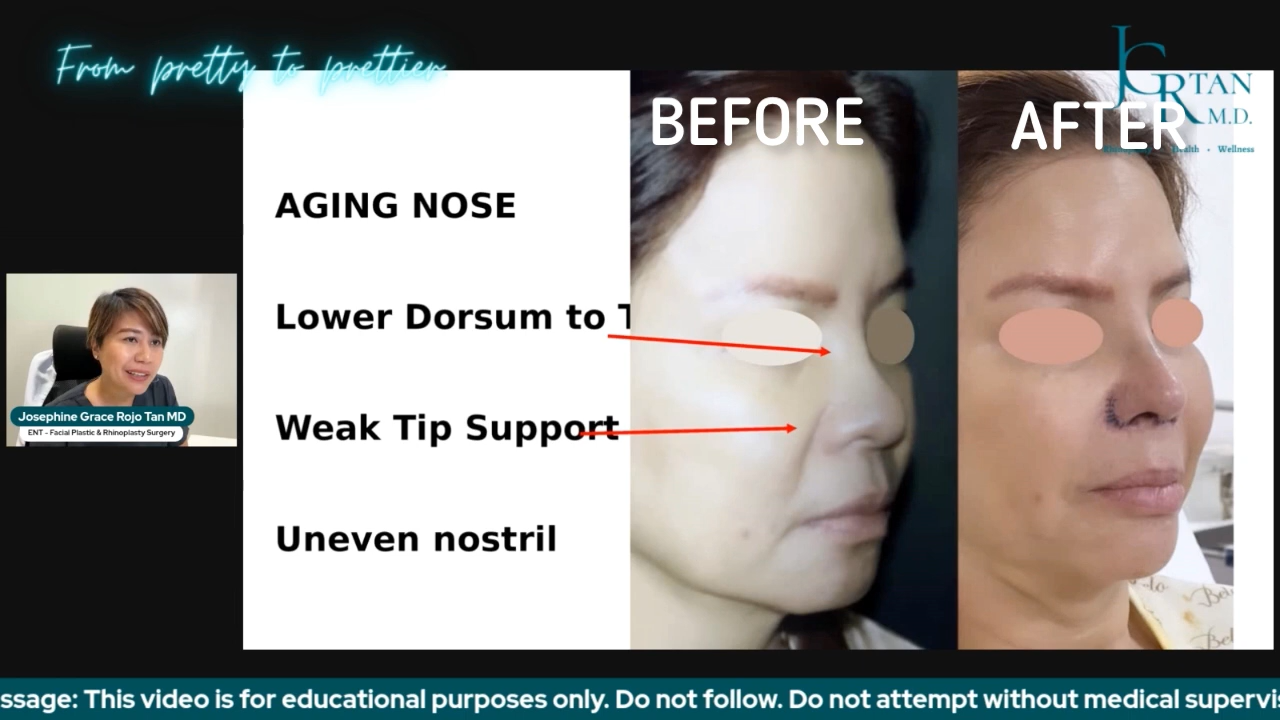 From pretty to prettier
JGR TAN
M.D.
BEFORE
AFTER
Health • Wellness
AGING NOSE
Lower Dorsum to T
Weak Tip Support
Uneven nostril
Josephine Grace Rojo Tan MD
ENT - Facial Plastic & Rhinoplasty Surgery
ssage: This video is for educational purposes only. Do not follow. Do not attempt without medical supervis